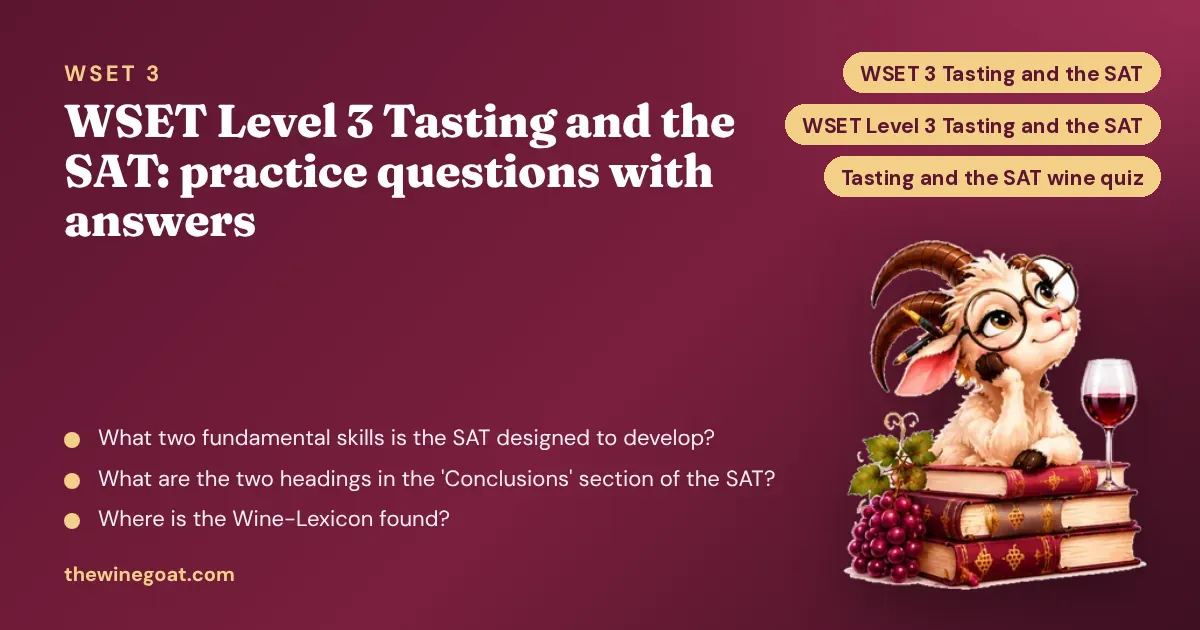 WSET 3
WSET Level 3 Tasting and the
SAT: practice questions with
answers
WSET 3 Tasting and the SAT
WSET Level 3 Tasting and the SAT
Tasting and the SAT wine quiz
What two fundamental skills is the SAT designed to develop?
What are the two headings in the 'Conclusions' section of the SAT?
Where is the Wine-Lexicon found?
thewinegoat.com